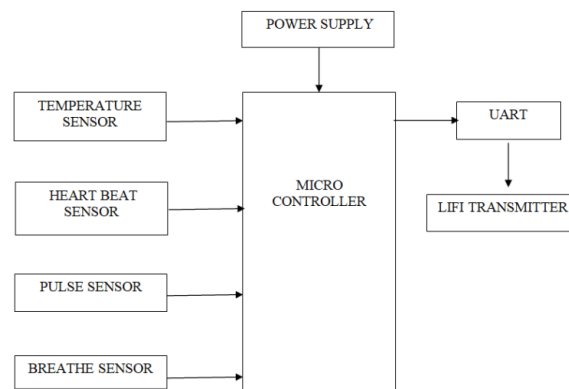 POWER SUPPLY
TEMPERATURE
SENSOR
HEART BEAT
SENSOR
PULSE SENSOR
BREATHE SENSOR
MICRO
CONTROLLER
UART
LIFI TRANSMITTER